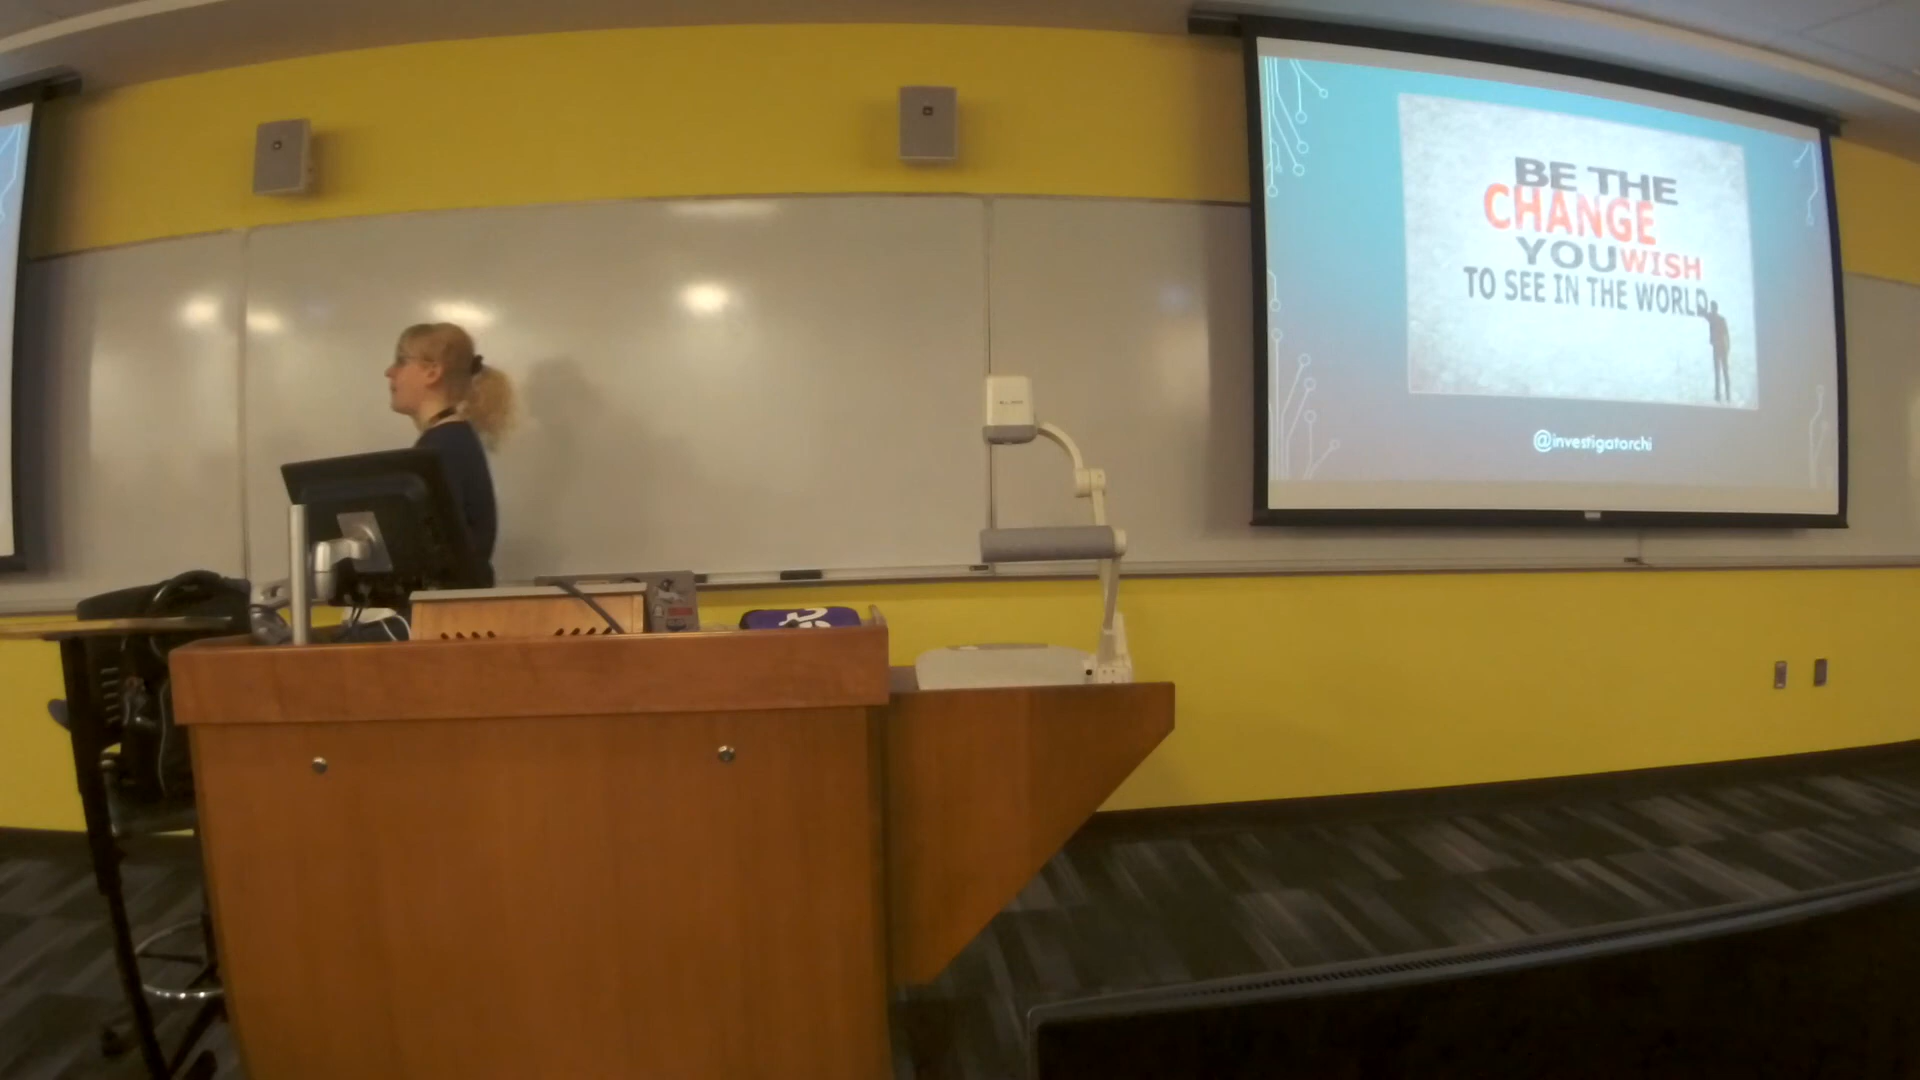 BE THE
CHANGE
YOU WISH
TO SEE IN THE WORLD
@investigatorchi